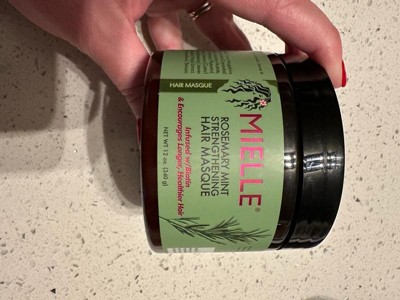 MIELLE®
ROSEMARY MINT
STRENGTHENING
HAIR MASQUE
Infused w/Biotin
& Encourages Longer, Healthier Hair
NET WT 12 oz. (340 g)
HAIR MASQUE